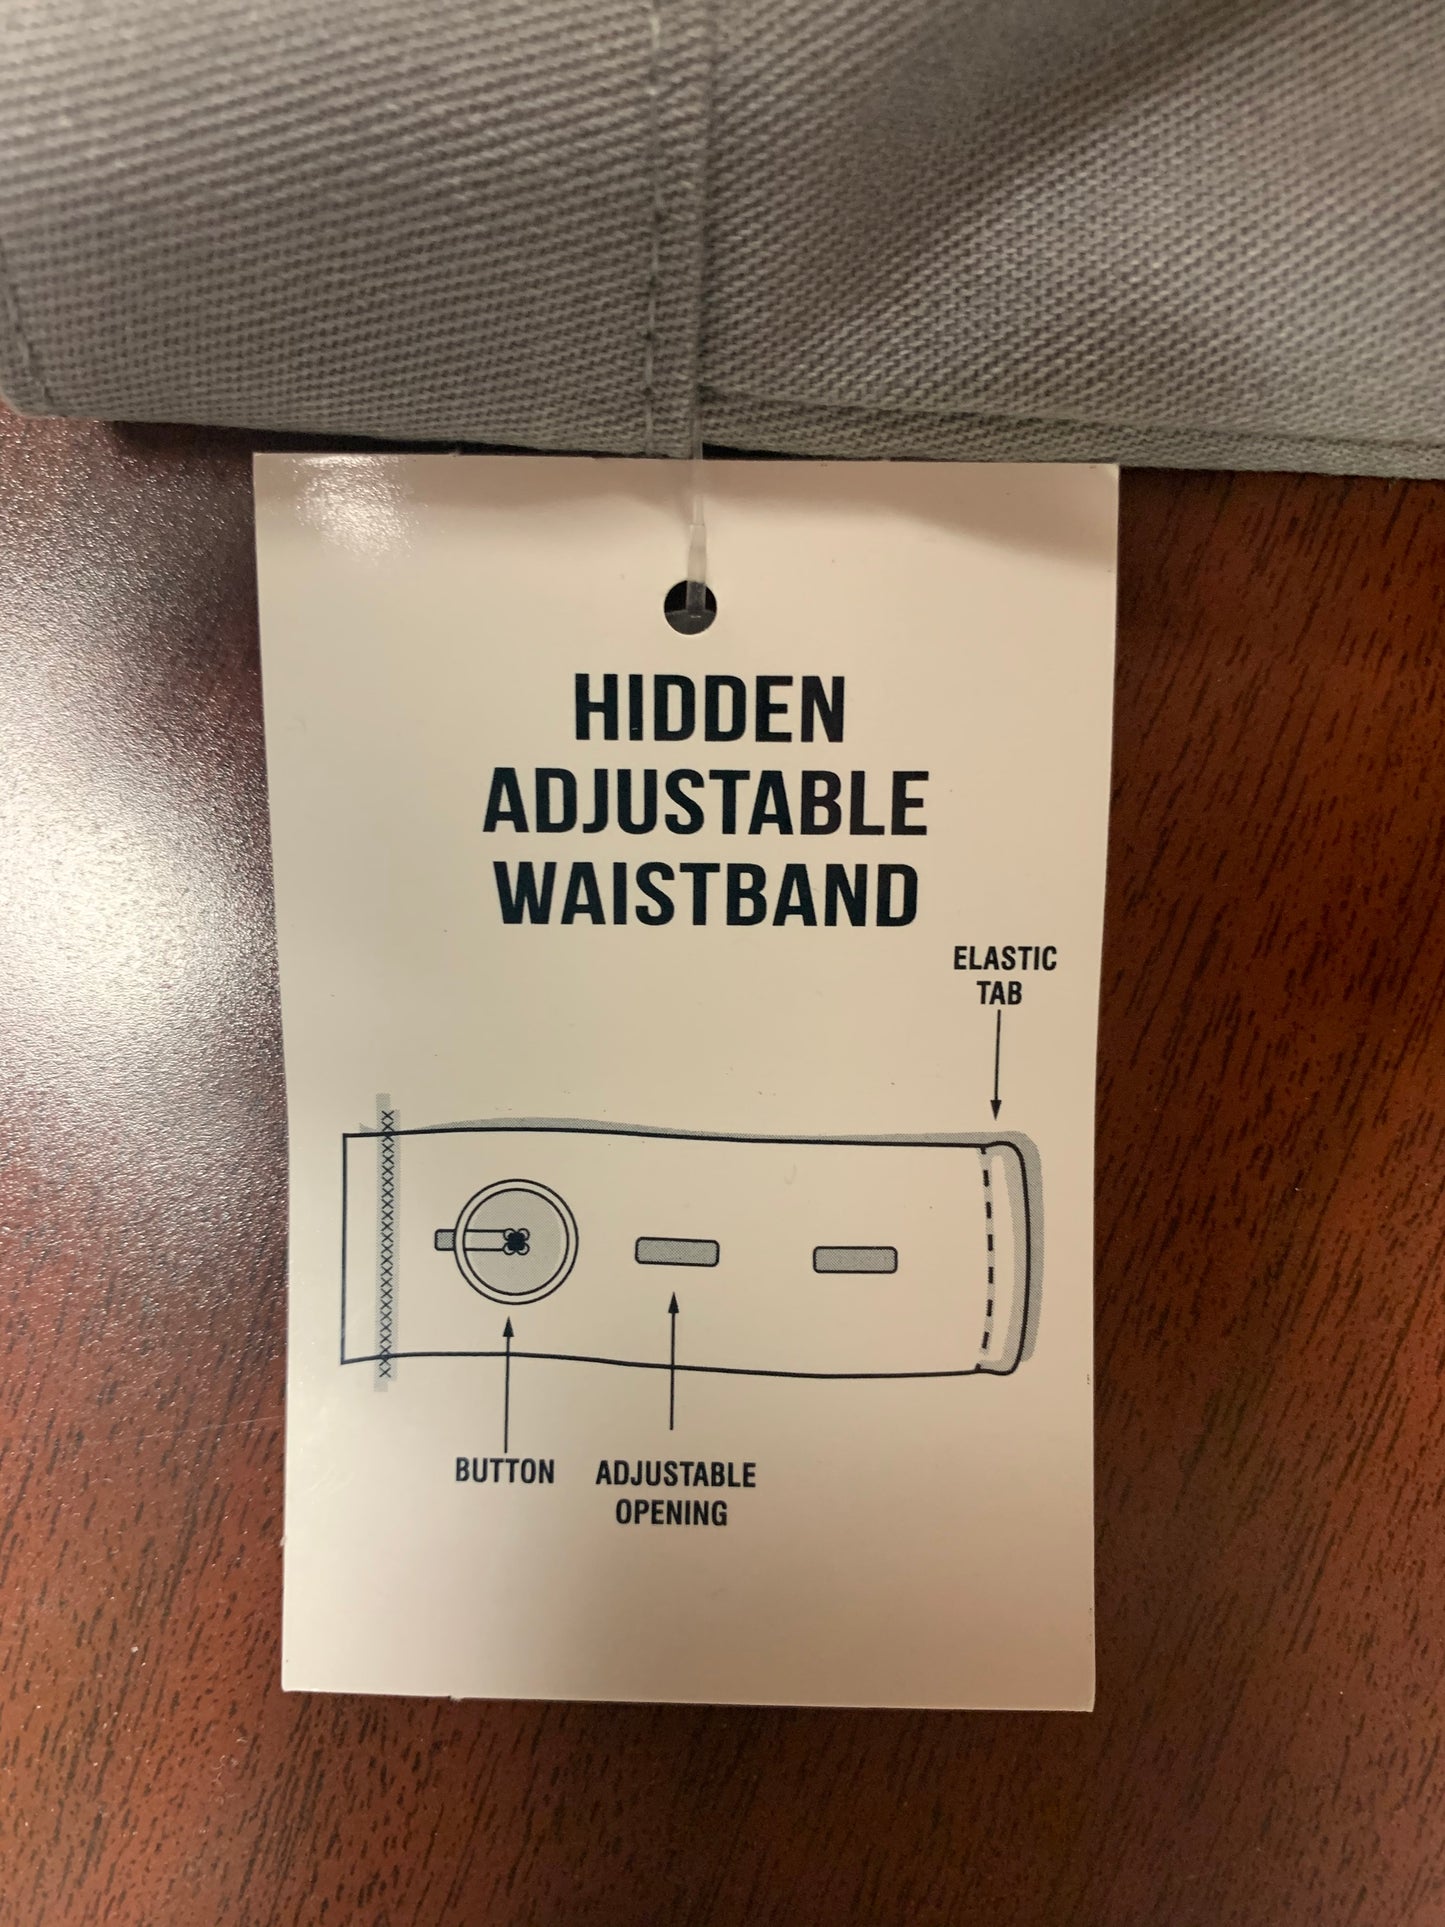 HIDDEN
ADJUSTABLE
WAISTBAND
ELASTIC
TAB
BUTTON
ADJUSTABLE
OPENING